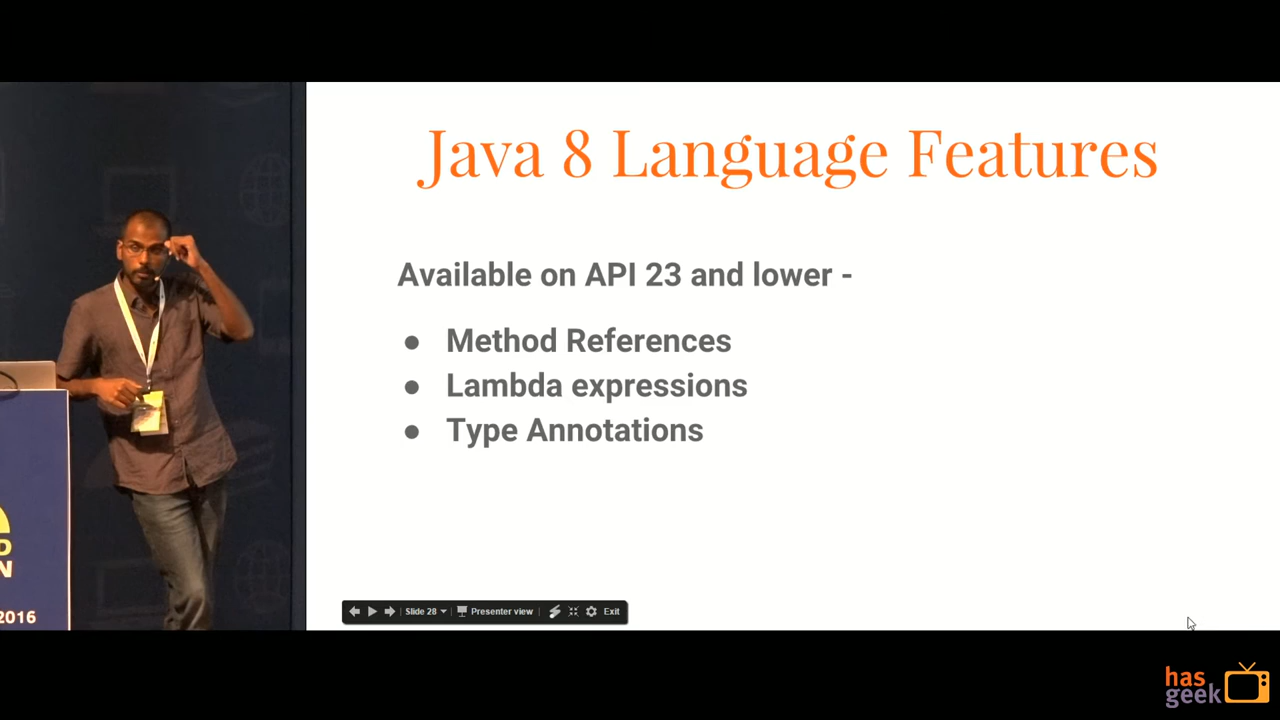 Java 8 Language Features
Available on API 23 and lower -
● Method References
● Lambda expressions
● Type Annotations
Slide 28
Presenter view
Exit
D
N
2016
has
geek